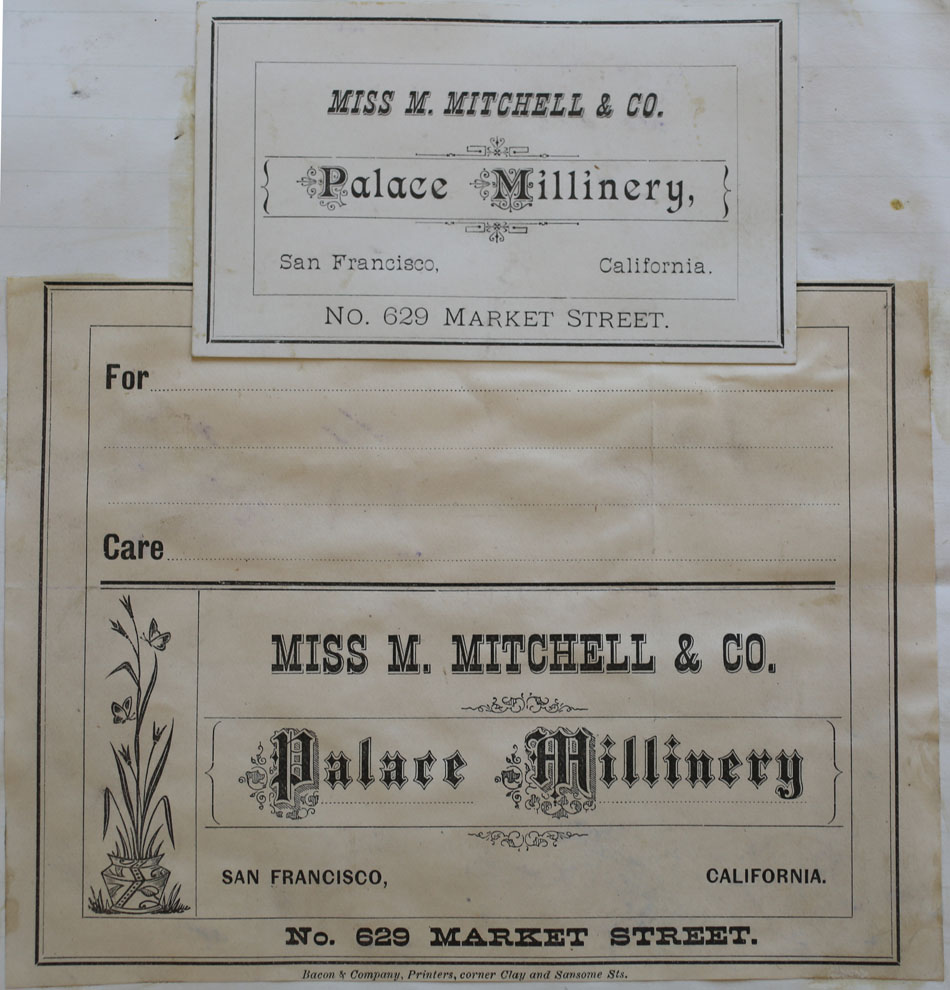 MISS M. MITCHELL & CO.
Palace Millinery,
San Francisco, California.
No. 629 MARKET STREET.
For
Care
MISS M. MITCHELL & CO.
Palace Millinery
SAN FRANCISCO, CALIFORNIA.
No. 629 MARKET STREET.
Bacon & Company, Printers, corner Clay and Sansome Sts.